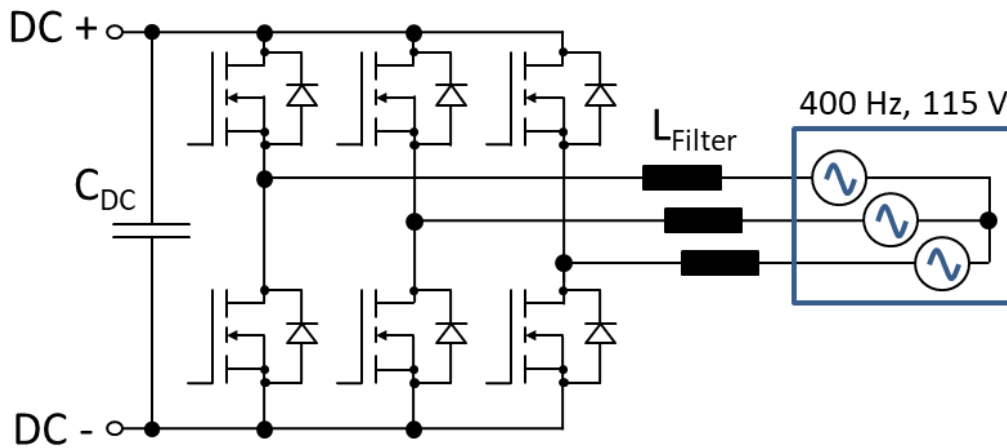 DC +
400 Hz, 115 V
L_Filter
C_DC
DC -